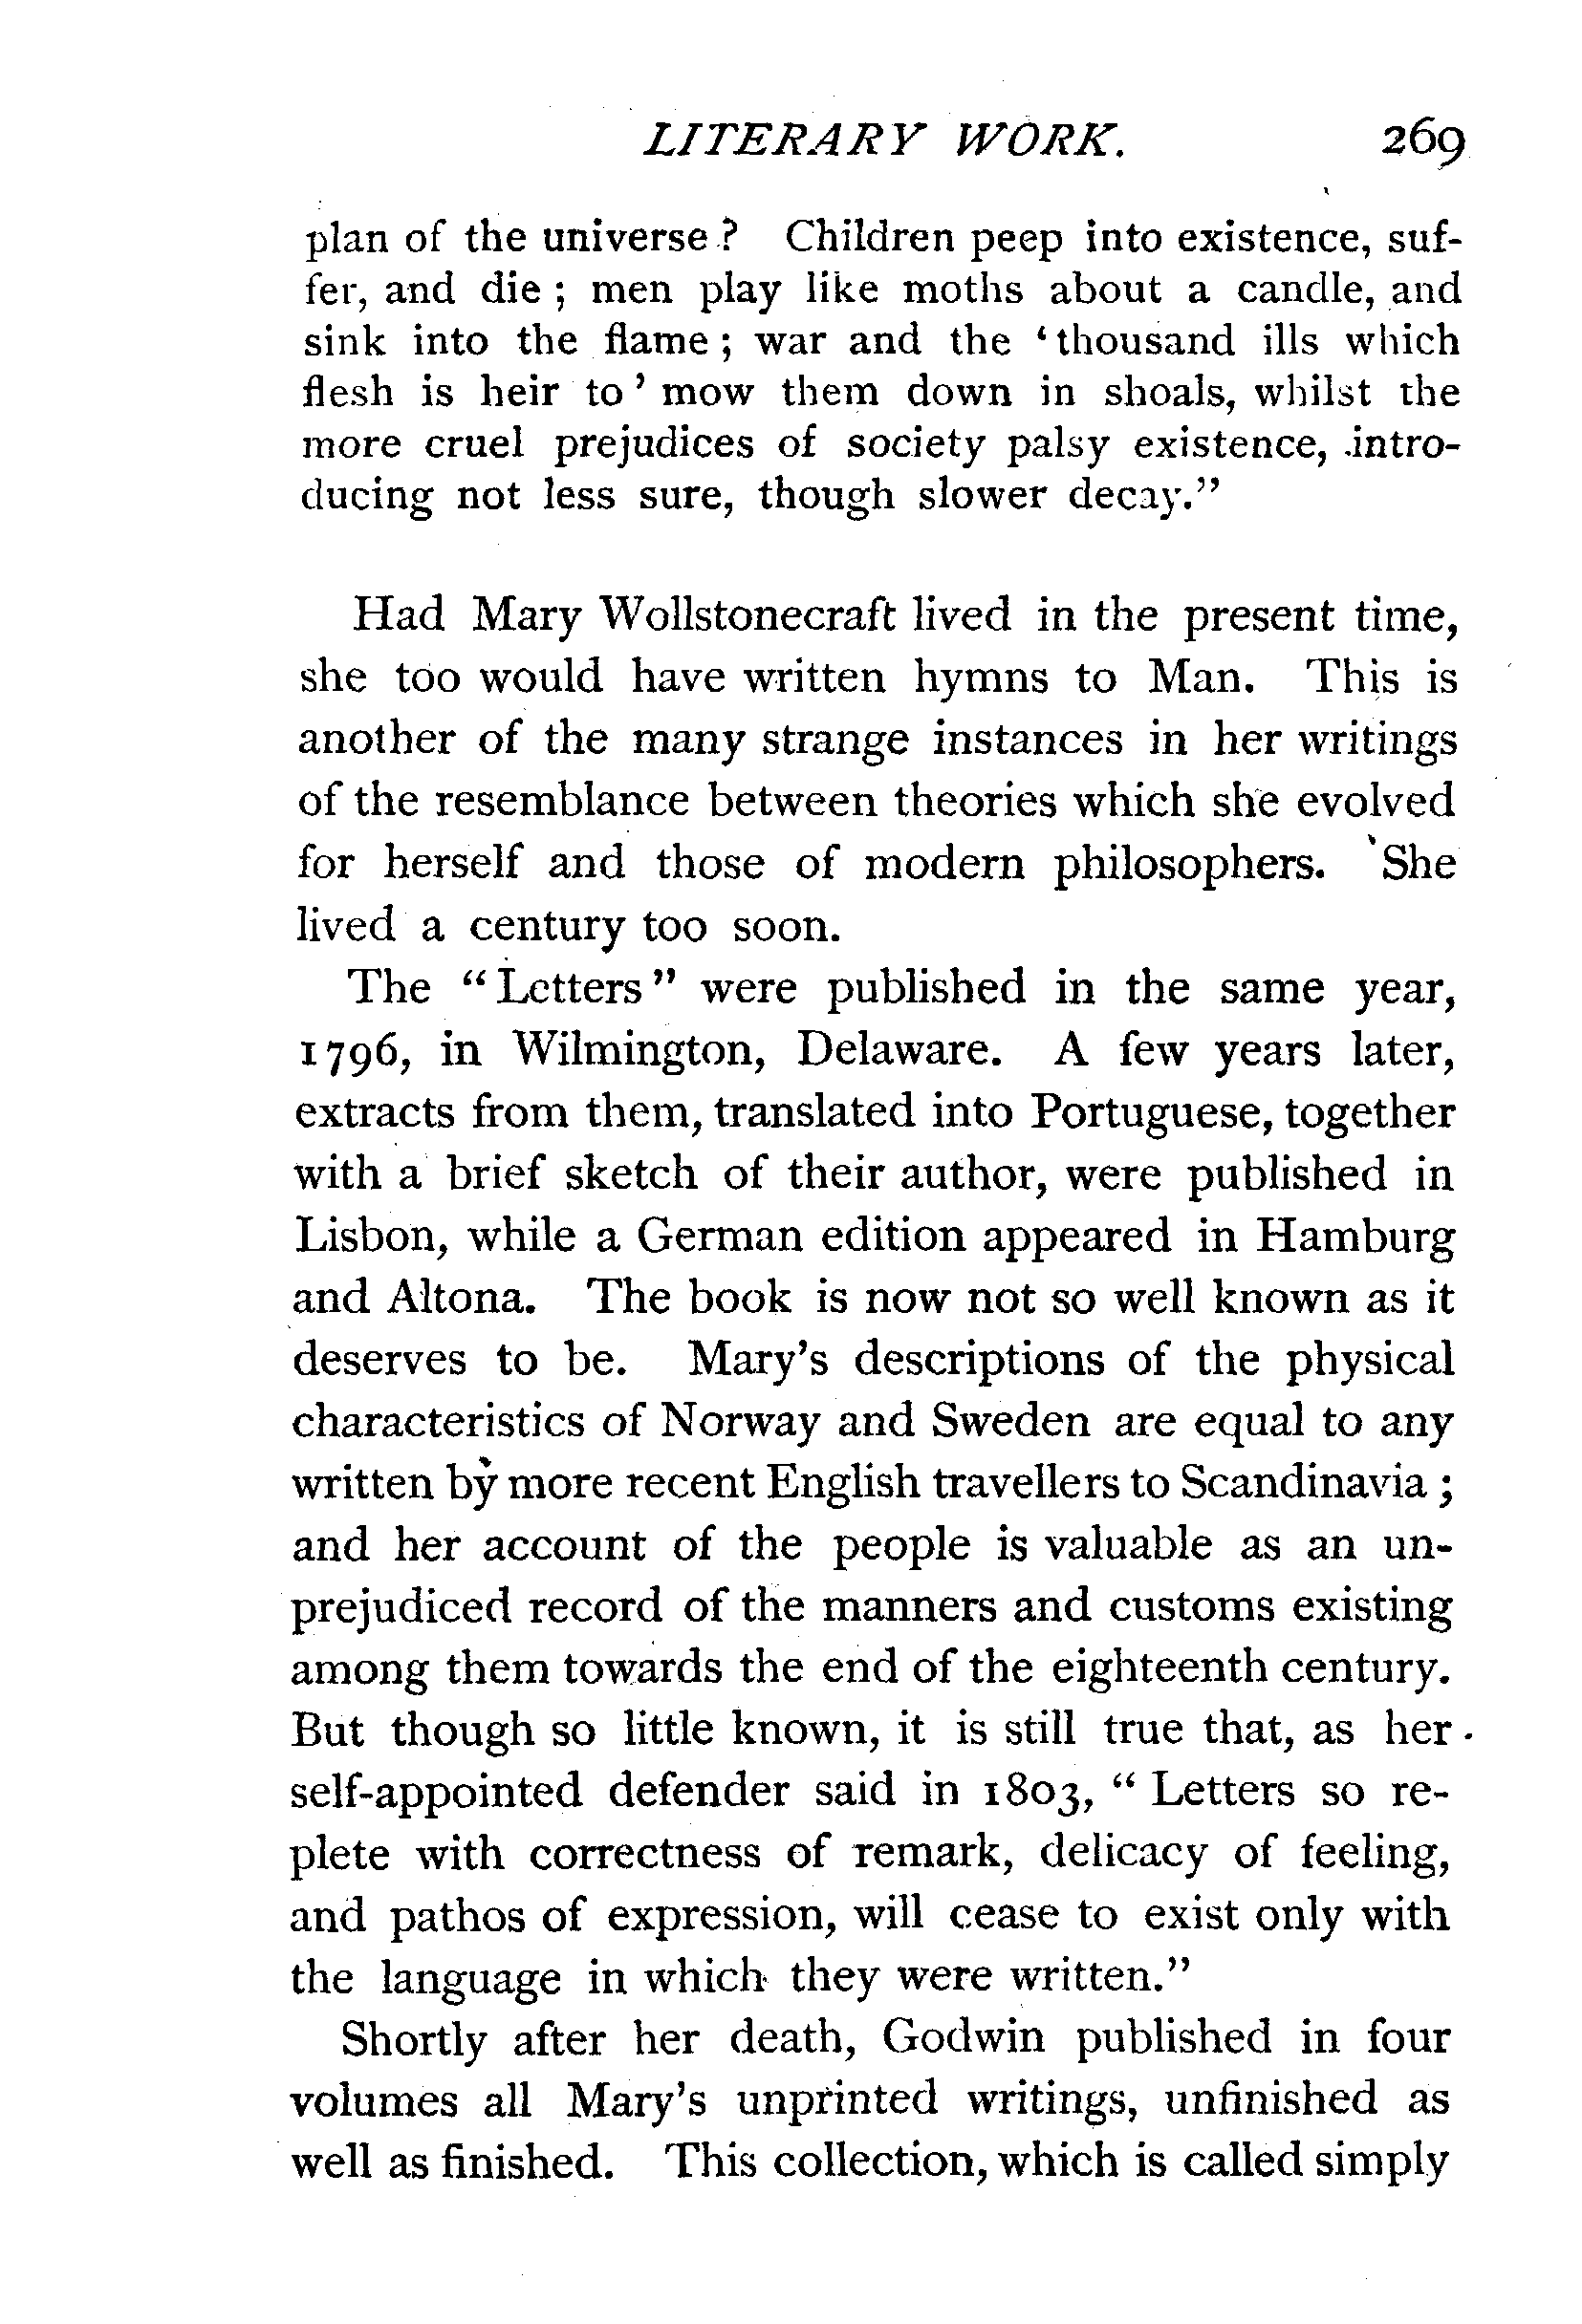 LITERARY WORK. 269
plan of the universe? Children peep into existence, suf-
fer, and die; men play like moths about a candle, and
sink into the flame; war and the 'thousand ills which
flesh is heir to' mow them down in shoals, whilst the
more cruel prejudices of society palsy existence, intro-
ducing not less sure, though slower decay."
Had Mary Wollstonecraft lived in the present time,
she too would have written hymns to Man. This is
another of the many strange instances in her writings
of the resemblance between theories which she evolved
for herself and those of modern philosophers. She
lived a century too soon.
The "Letters" were published in the same year,
1796, in Wilmington, Delaware. A few years later,
extracts from them, translated into Portuguese, together
with a brief sketch of their author, were published in
Lisbon, while a German edition appeared in Hamburg
and Altona. The book is now not so well known as it
deserves to be. Mary's descriptions of the physical
characteristics of Norway and Sweden are equal to any
written by more recent English travellers to Scandinavia;
and her account of the people is valuable as an un-
prejudiced record of the manners and customs existing
among them towards the end of the eighteenth century.
But though so little known, it is still true that, as her
self-appointed defender said in 1803, "Letters so re-
plete with correctness of remark, delicacy of feeling,
and pathos of expression, will cease to exist only with
the language in which they were written."
Shortly after her death, Godwin published in four
volumes all Mary's unprinted writings, unfinished as
well as finished. This collection, which is called simply